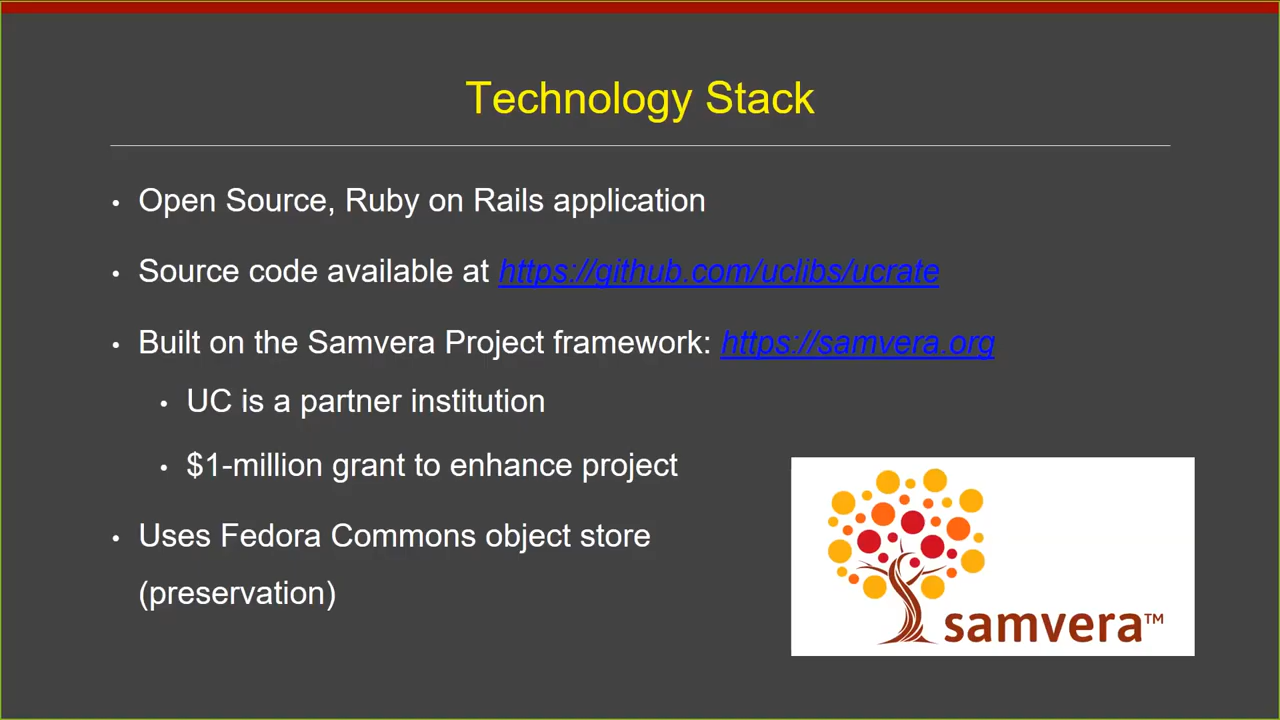 Technology Stack
• Open Source, Ruby on Rails application
• Source code available at https://github.com/uclibs/ucrate
• Built on the Samvera Project framework: https://samvera.org
• UC is a partner institution
• $1-million grant to enhance project
• Uses Fedora Commons object store
(preservation)
samvera™